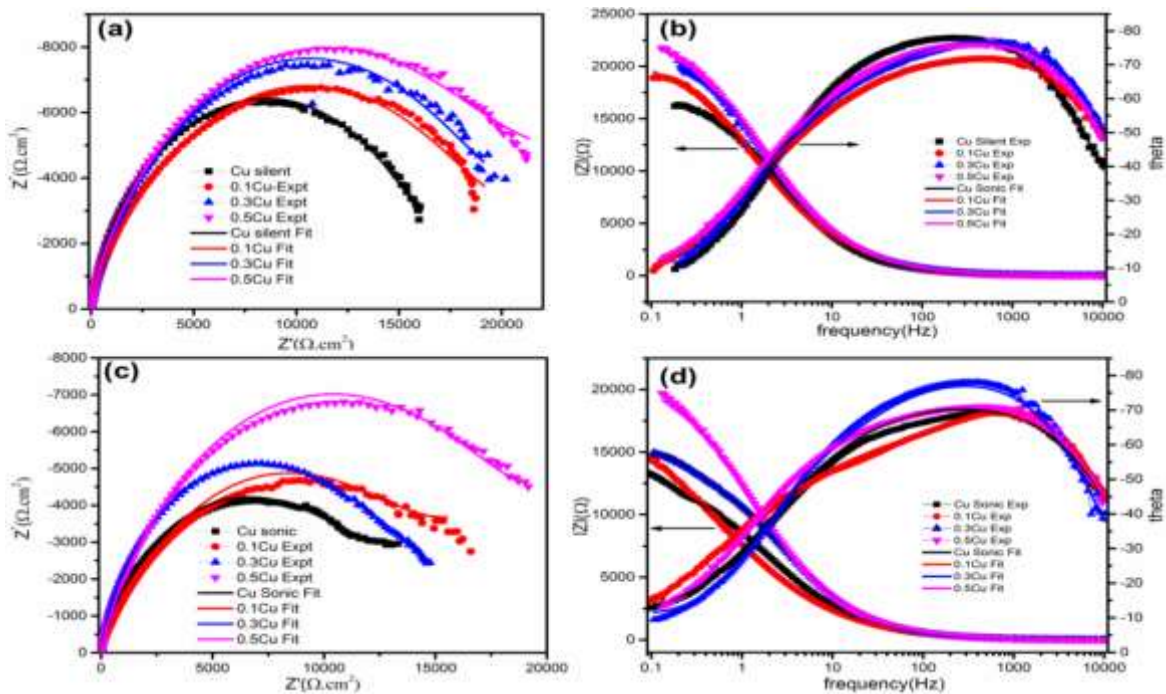 (a)
-8000
-6000
-4000
-2000
0
Z'(Ω.cm²)
Cu silent
0.1Cu-Expt
0.3Cu Expt
0.5Cu Expt
Cu silent Fit
0.1Cu Fit
0.3Cu Fit
0.5Cu Fit
0 5000 10000 15000 20000
Z'(Ω.cm²)
(b)
25000
20000
15000
10000
5000
0
|Z|(Ω)
Cu Silent Exp
0.1Cu Exp
0.3Cu Exp
0.5Cu Exp
Cu Sonic Fit
0.1Cu Fit
0.3Cu Fit
0.5Cu Fit
-80
-70
-60
-50
-40
-30
-20
-10
0
theta
0.1 1 10 100 1000 10000
frequency(Hz)
(c)
-8000
-7000
-6000
-5000
-4000
-3000
-2000
-1000
0
Z'(Ω.cm²)
Cu sonic
0.1Cu Expt
0.3Cu Expt
0.5Cu Expt
Cu Sonic Fit
0.1Cu Fit
0.3Cu Fit
0.5Cu Fit
0 5000 10000 15000 20000
Z'(Ω.cm²)
(d)
20000
15000
10000
5000
0
|Z|(Ω)
Cu Sonic Exp
0.1Cu Exp
0.3Cu Exp
0.5Cu Exp
Cu Sonic Fit
0.1Cu Fit
0.3Cu Fit
0.5Cu Fit
-80
-70
-60
-50
-40
-30
-20
-10
0
theta
0.1 1 10 100 1000 10000
frequency(Hz)